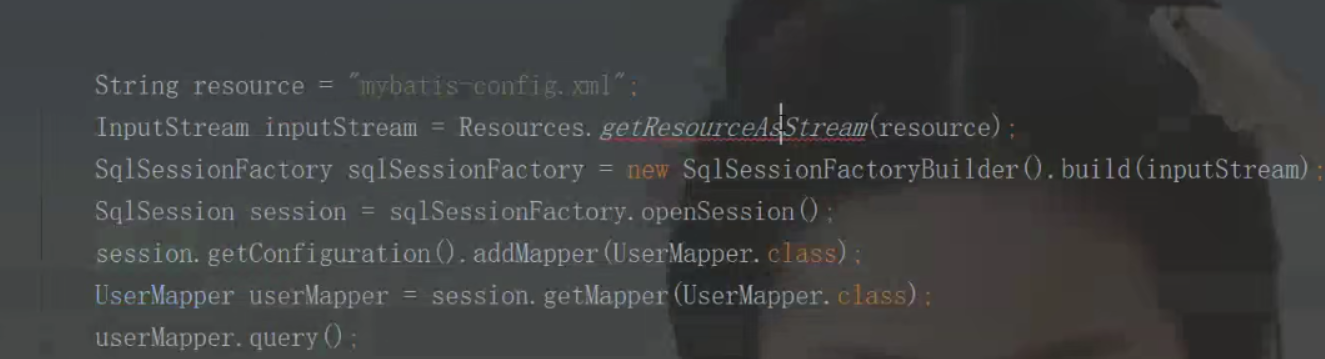 String resource = "mybatis-config.xml";
InputStream inputStream = Resources.getResourceAsStream(resource);
SqlSessionFactory sqlSessionFactory = new SqlSessionFactoryBuilder().build(inputStream);
SqlSession session = sqlSessionFactory.openSession();
session.getConfiguration().addMapper(UserMapper.class);
UserMapper userMapper = session.getMapper(UserMapper.class);
userMapper.query();